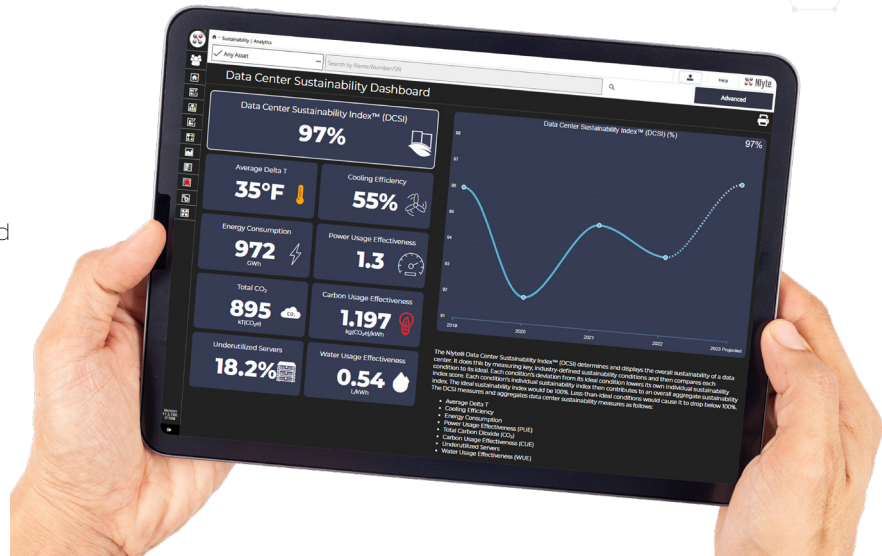 d
Sustainability | Analytics
Any Asset
Search by Name/Number/SN
Help
Nlyte
Advanced
Data Center Sustainability Dashboard
Data Center Sustainability Index™ (DCSI)
97%
Average Delta T
35°F
Cooling Efficiency
55%
Energy Consumption
972
GWh
Power Usage Effectiveness
1.3
Total CO₂
895
kT(CO₂e)
CO₂
Carbon Usage Effectiveness
1.197
kg(CO₂e)/kWh
Underutilized Servers
18.2%
Water Usage Effectiveness
0.54
L/kWh
Version
Data Center Sustainability Index™ (DCSI) (%)
97%
98
97
96
95
94
93
92
91
2019
2020
2021
2022
2023 Projected
The Nlyte® Data Center Sustainability Index™ (DCSI) determines and displays the overall sustainability of a data
center. It does this by measuring key, industry-defined sustainability conditions and then compares each
condition to its ideal. Each condition's deviation from its ideal condition lowers its own individual sustainability
index score. Each condition's individual sustainability index then contributes to an overall aggregate sustainability
index. The ideal sustainability index would be 100%. Less-than-ideal conditions would cause it to drop below 100%.
The DCSI measures and aggregates data center sustainability measures as follows:
• Average Delta T
• Cooling Efficiency
• Energy Consumption
• Power Usage Effectiveness (PUE)
• Total Carbon Dioxide (CO₂)
• Carbon Usage Effectiveness (CUE)
• Underutilized Servers
• Water Usage Effectiveness (WUE)